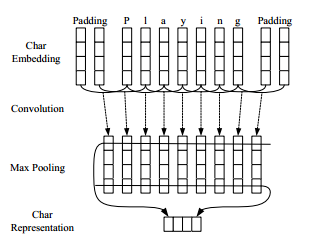 Padding P l a y i n g Padding
Char
Embedding
Convolution
Max Pooling
Char
Representation